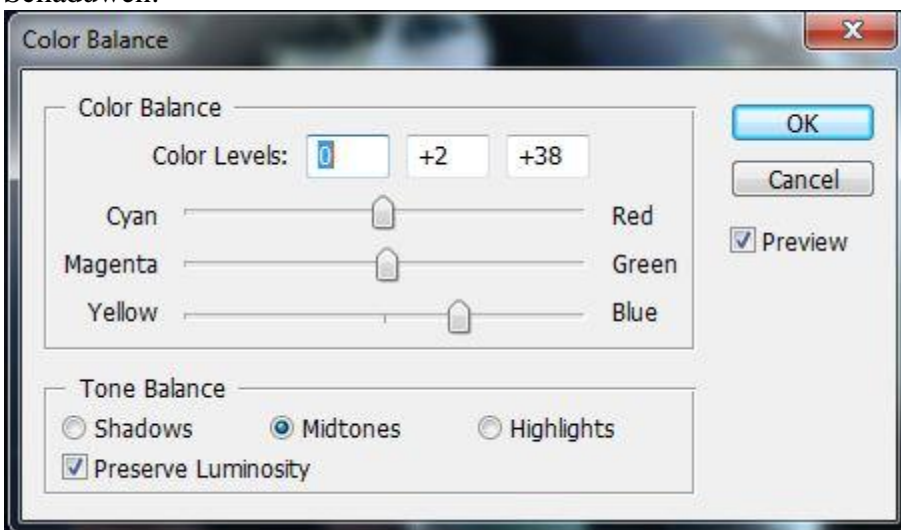 Schaduwen:
Color Balance
Color Balance
Color Levels: 0 +2 +38
Cyan Red
Magenta Green
Yellow Blue
Tone Balance
Shadows Midtones Highlights
Preserve Luminosity
OK
Cancel
Preview